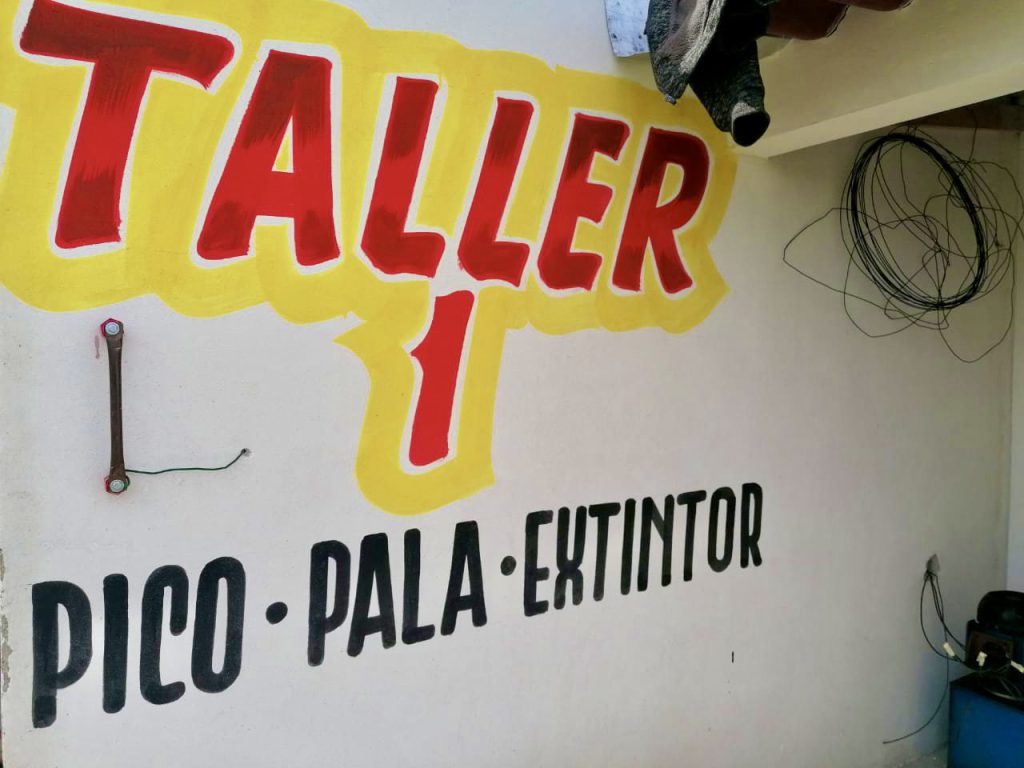 TALLER
1
PICO · PALA · EXTINTOR